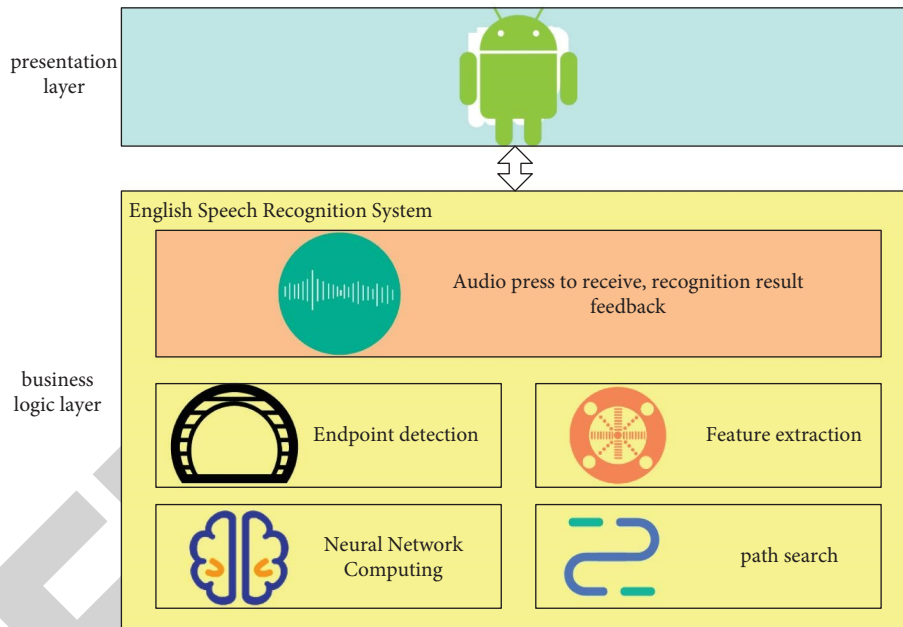 presentation
layer
English Speech Recognition System
Audio press to receive, recognition result
feedback
business
logic layer
Endpoint detection
Feature extraction
Neural Network
Computing
path search